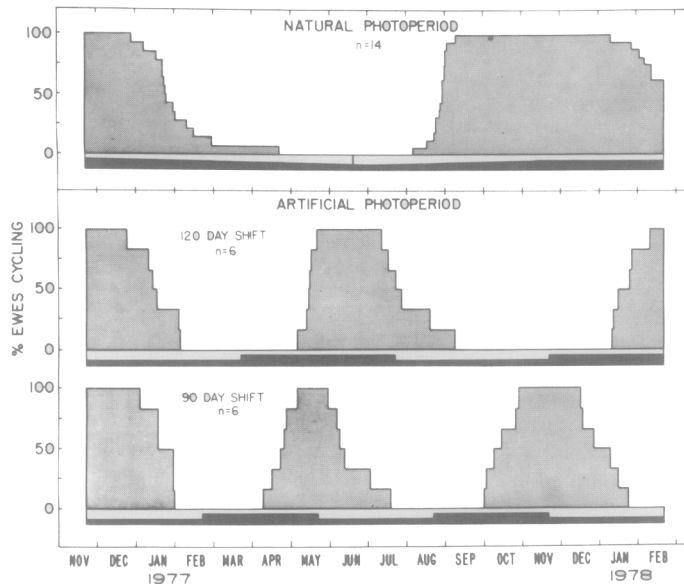 NATURAL PHOTOPERIOD
n=14
100
50
0
ARTIFICIAL PHOTOPERIOD
% EWES CYCLING
120 DAY SHIFT
n=6
100
50
0
90 DAY SHIFT
n=6
100
50
0
NOV DEC JAN FEB MAR APR MAY JUN JUL AUG SEP OCT NOV DEC JAN FEB
1977 1978